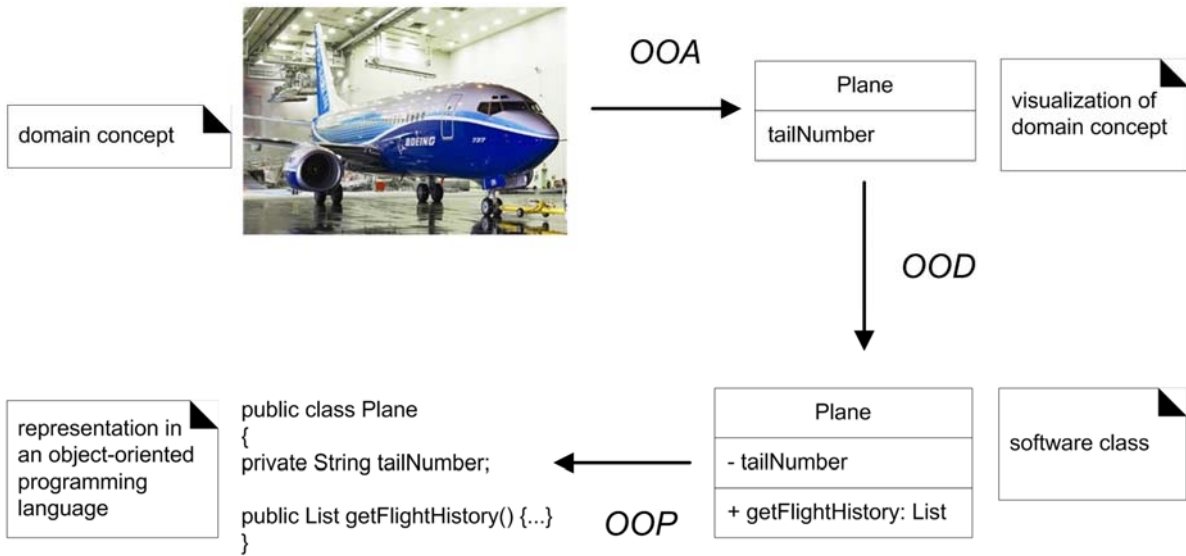 domain concept
BOEING
737
OOA
Plane
tailNumber
visualization of
domain concept
OOD
Plane
- tailNumber
+ getFlightHistory: List
software class
OOP
public class Plane
{
private String tailNumber;
public List getFlightHistory() {...}
}
representation in
an object-oriented
programming
language